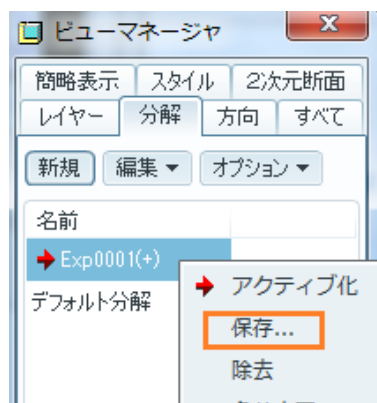 ビューマネージャ
簡略表示 スタイル 2次元断面
レイヤー 分解 方向 すべて
新規 編集 オプション
名前
Exp0001(+)
デフォルト分解
アクティブ化
保存...
除去